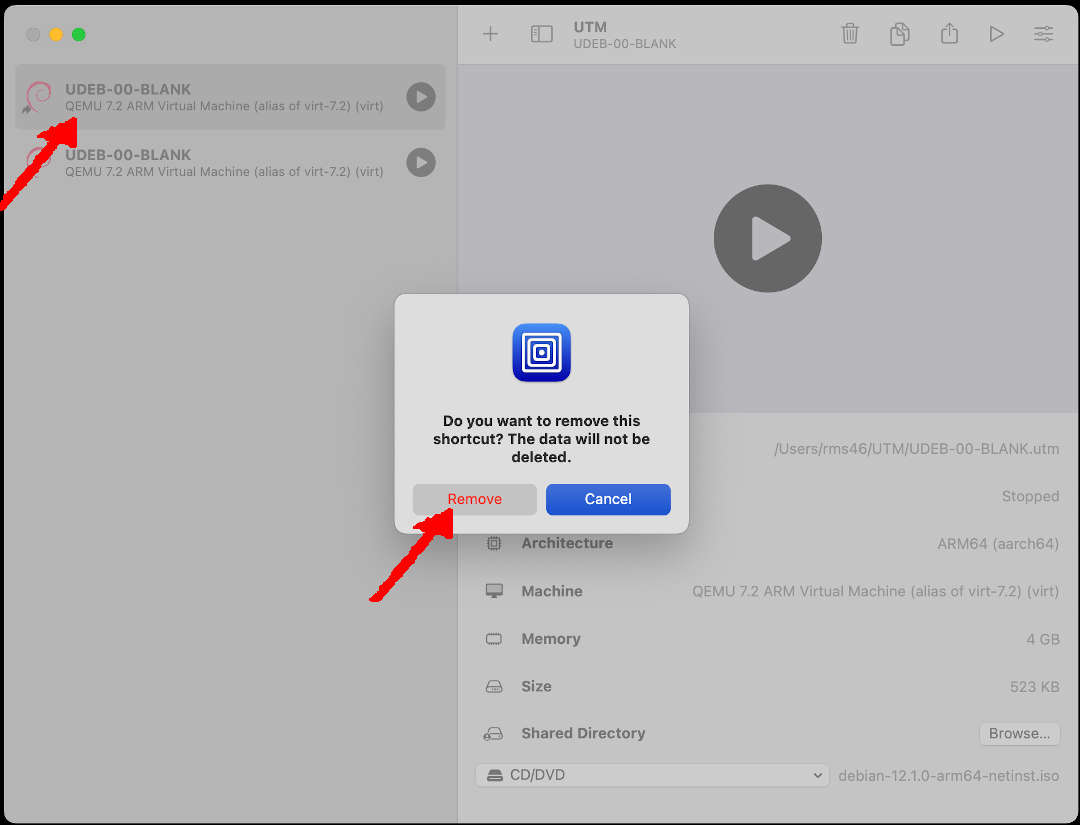 UTM
UDEB-00-BLANK
UDEB-00-BLANK
QEMU 7.2 ARM Virtual Machine (alias of virt-7.2) (virt)
UDEB-00-BLANK
QEMU 7.2 ARM Virtual Machine (alias of virt-7.2) (virt)
Do you want to remove this
shortcut? The data will not be
deleted.
Remove Cancel
/Users/rms46/UTM/UDEB-00-BLANK.utm
Stopped
Architecture ARM64 (aarch64)
Machine QEMU 7.2 ARM Virtual Machine (alias of virt-7.2) (virt)
Memory 4 GB
Size 523 KB
Shared Directory Browse...
CD/DVD debian-12.1.0-arm64-netinst.iso